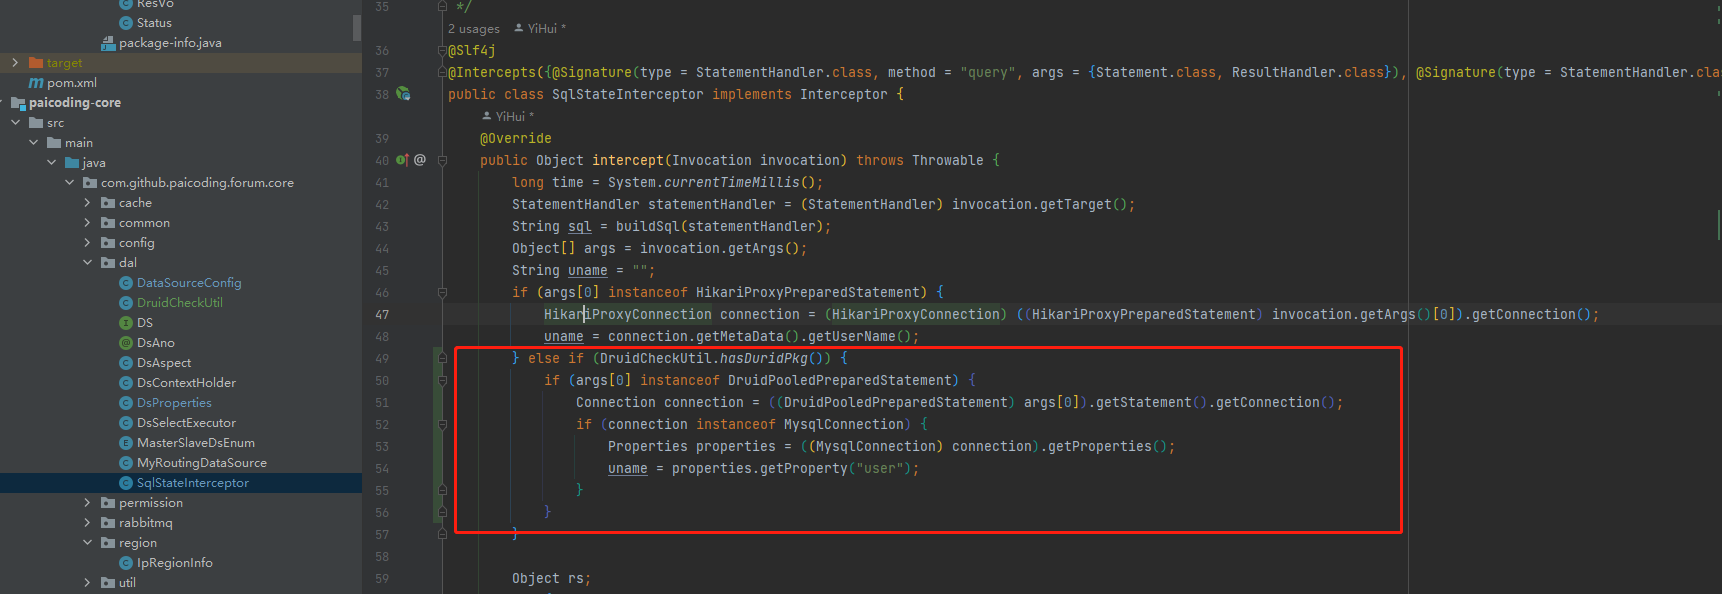 ResVo
Status
package-info.java
target
pom.xml
paicoding-core
src
main
java
com.github.paicoding.forum.core
cache
common
config
dal
DataSourceConfig
DruidCheckUtil
DS
DsAno
DsAspect
DsContextHolder
DsProperties
DsSelectExecutor
MasterSlaveDsEnum
MyRoutingDataSource
SqlStateInterceptor
permission
rabbitmq
region
IpRegionInfo
util
35 */
2 usages YiHui *
36 @Slf4j
37 @Intercepts({@Signature(type = StatementHandler.class, method = "query", args = {Statement.class, ResultHandler.class}), @Signature(type = StatementHandler.cla
38 public class SqlStateInterceptor implements Interceptor {
YiHui *
39 @Override
40 @ public Object intercept(Invocation invocation) throws Throwable {
41 long time = System.currentTimeMillis();
42 StatementHandler statementHandler = (StatementHandler) invocation.getTarget();
43 String sql = buildSql(statementHandler);
44 Object[] args = invocation.getArgs();
45 String uname = "";
46 if (args[0] instanceof HikariProxyPreparedStatement) {
47 HikariProxyConnection connection = (HikariProxyConnection) ((HikariProxyPreparedStatement) invocation.getArgs()[0]).getConnection();
48 uname = connection.getMetaData().getUserName();
49 } else if (DruidCheckUtil.hasDuridPkg()) {
50 if (args[0] instanceof DruidPooledPreparedStatement) {
51 Connection connection = ((DruidPooledPreparedStatement) args[0]).getStatement().getConnection();
52 if (connection instanceof MysqlConnection) {
53 Properties properties = ((MysqlConnection) connection).getProperties();
54 uname = properties.getProperty("user");
55 }
56 }
57 }
58
59 Object rs;